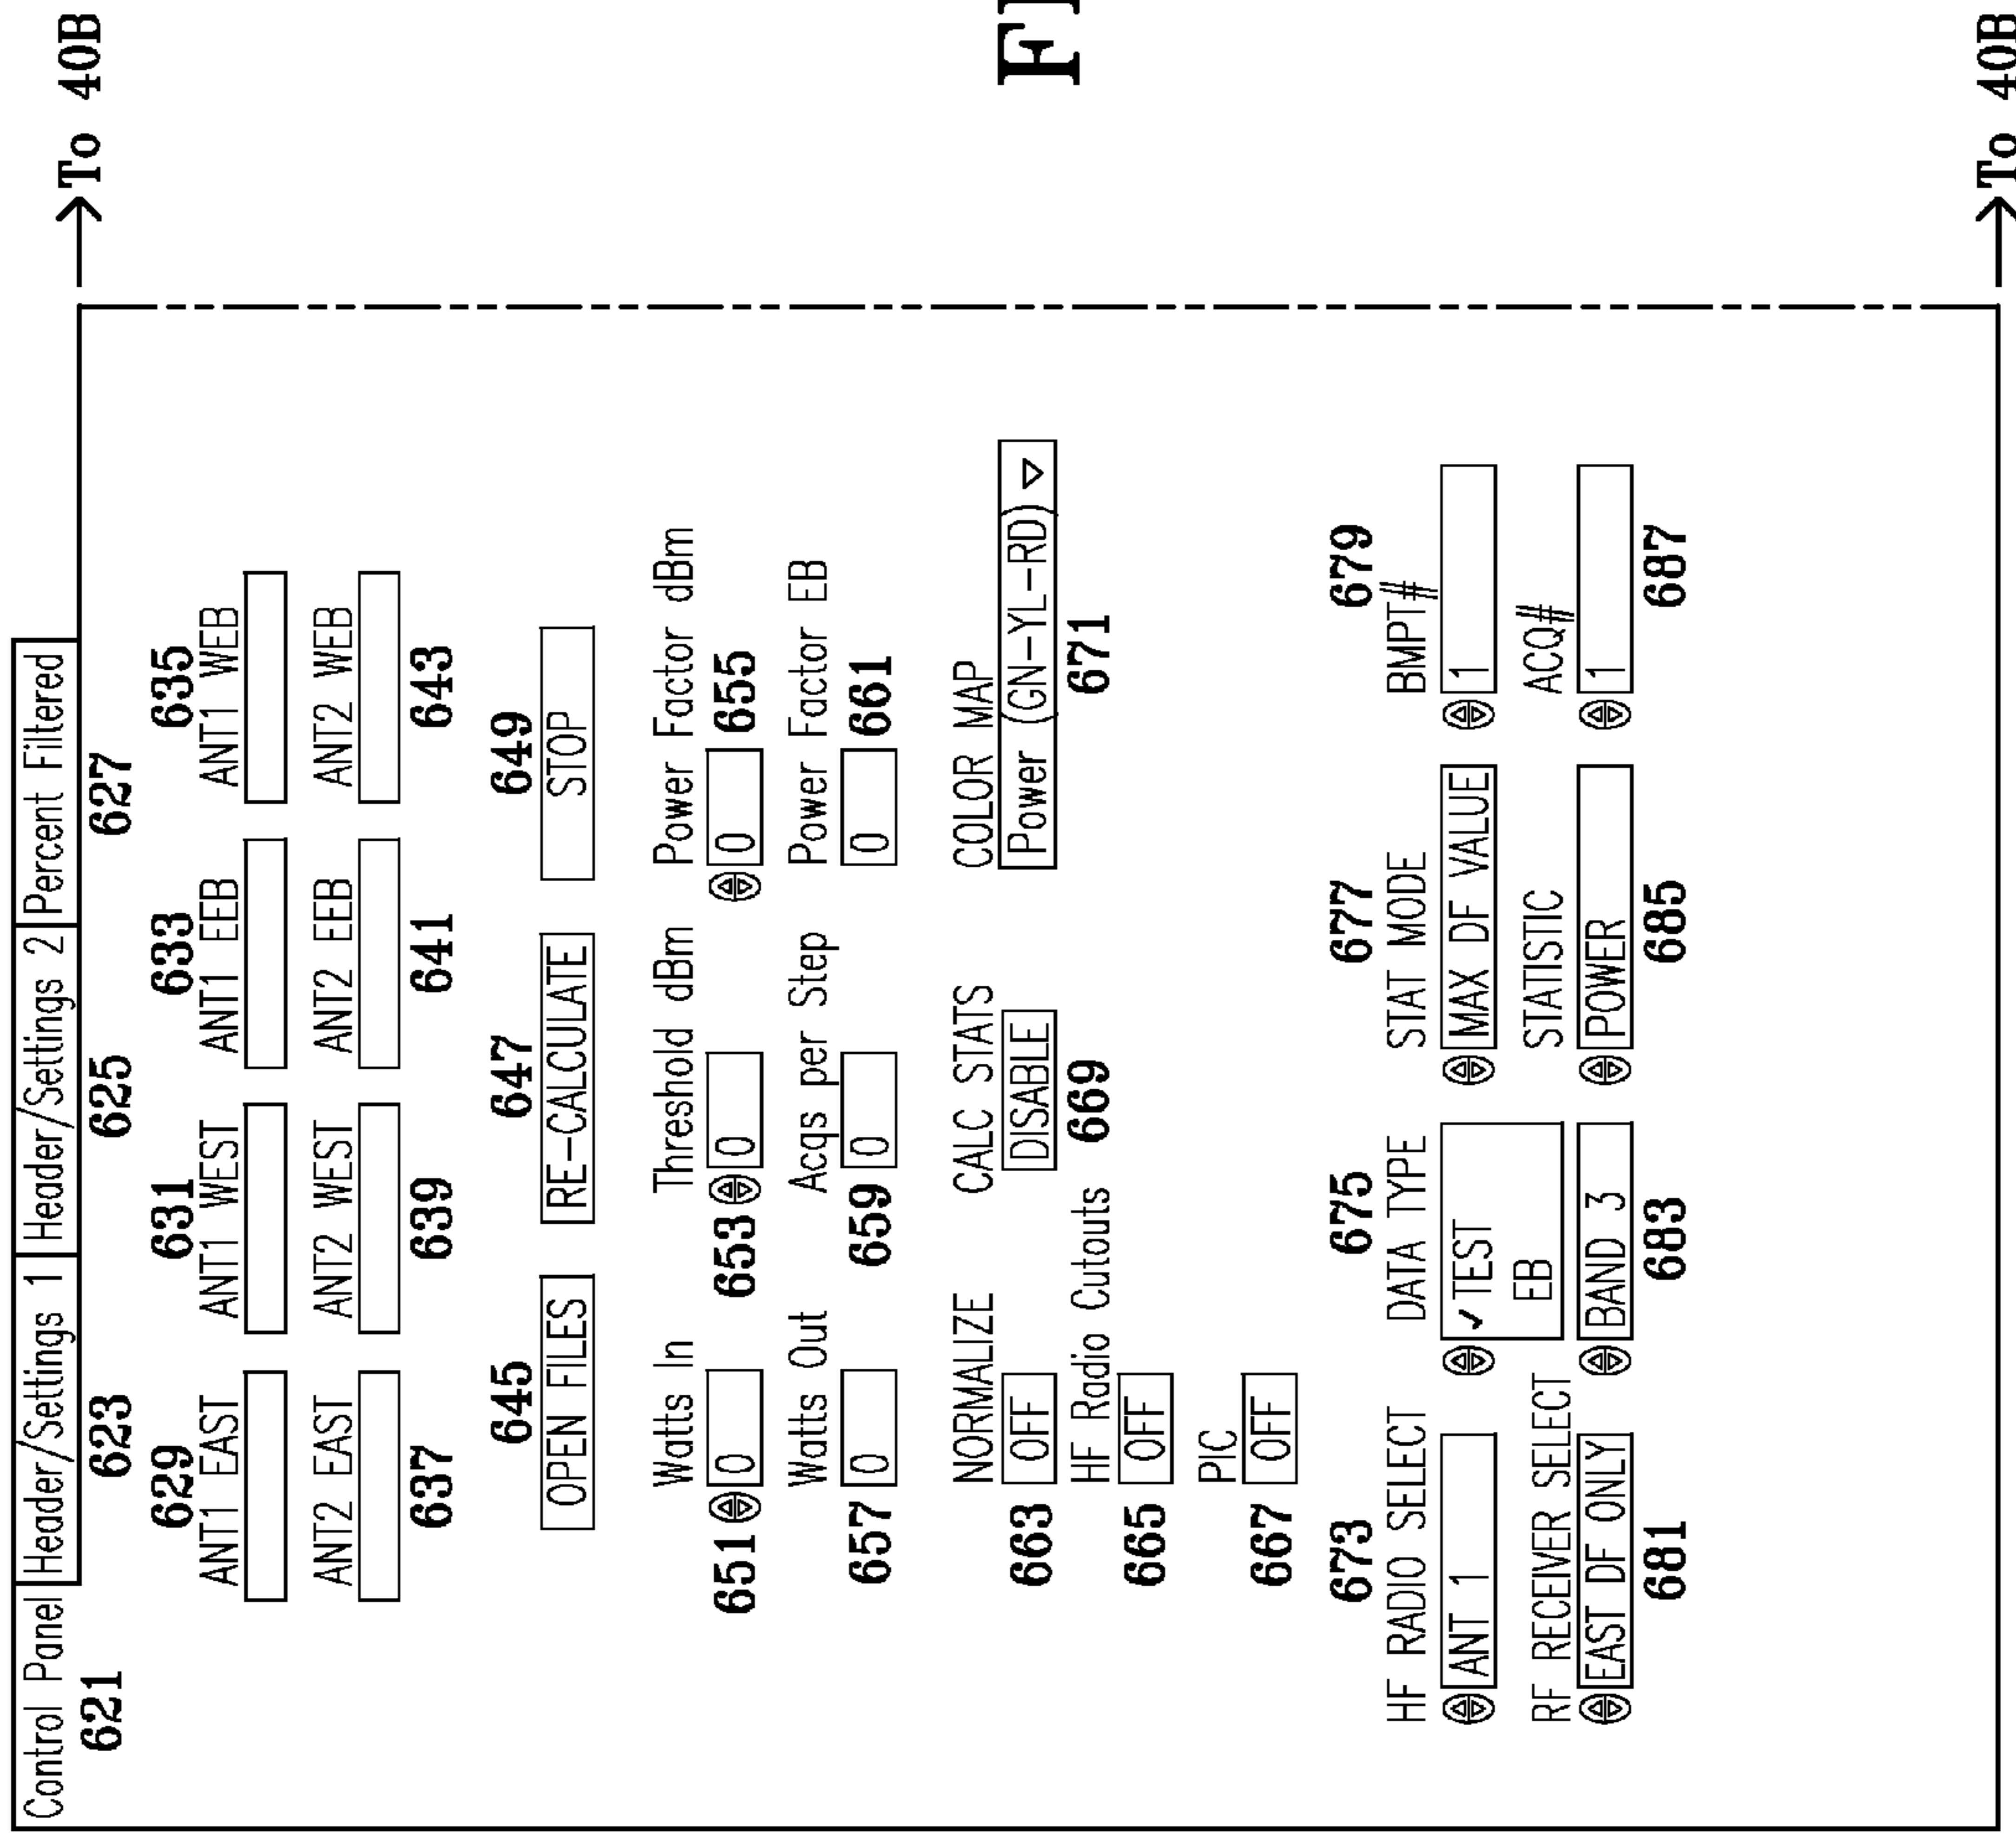 Control Panel Header/Settings 1 Header/Settings 2 Percent Filtered →To 40B
621 623 625 627
629 631 633 635
ANT1 EAST ANT1 WEST ANT1 EEB ANT1 WEB
ANT2 EAST ANT2 WEST ANT2 EEB ANT2 WEB
637 639 641 643
645 647 649
OPEN FILES RE-CALCULATE STOP
Watts In Threshold dBm Power Factor dBm
651 0 653 0 0 655
Watts Out Acqs per Step Power Factor EB
657 0 659 0 0 661
NORMALIZE CALC STATS COLOR MAP
663 OFF DISABLE Power (GN-YL-RD)
HF Radio Cutouts 669 671
665 OFF
PIC
667 OFF
673 675 677 679
HF RADIO SELECT DATA TYPE STAT MODE BMPT#
ANT 1 ✓TEST MAX DF VALUE 1
EB
RF RECEIVER SELECT STATISTIC ACQ#
EAST DF ONLY BAND 3 POWER 1
681 683 685 687
→To 40B